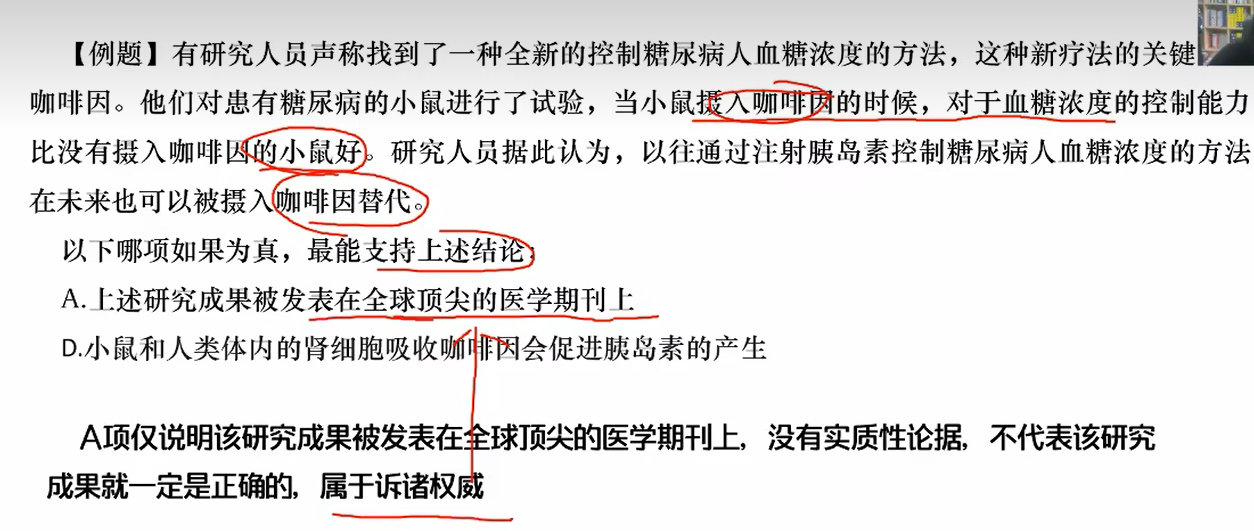 【例题】有研究人员声称找到了一种全新的控制糖尿病人血糖浓度的方法，这种新疗法的关键
咖啡因。他们对患有糖尿病的小鼠进行了试验，当小鼠摄入咖啡因的时候，对于血糖浓度的控制能力
比没有摄入咖啡因的小鼠好。研究人员据此认为，以往通过注射胰岛素控制糖尿病人血糖浓度的方法
在未来也可以被摄入咖啡因替代。
以下哪项如果为真，最能支持上述结论：
A.上述研究成果被发表在全球顶尖的医学期刊上
D.小鼠和人类体内的肾细胞吸收咖啡因会促进胰岛素的产生
A项仅说明该研究成果被发表在全球顶尖的医学期刊上，没有实质性论据，不代表该研究
成果就一定是正确的，属于诉诸权威